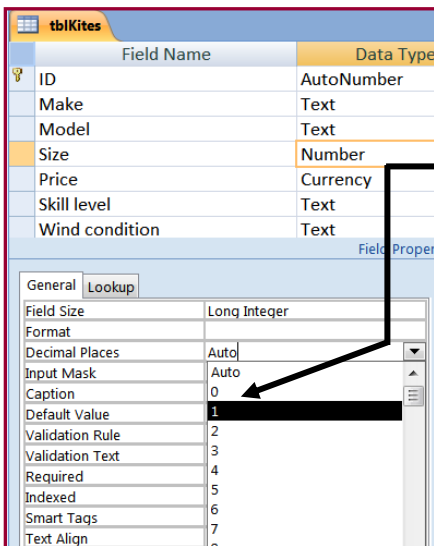 tblKites
Field Name Data Type
ID AutoNumber
Make Text
Model Text
Size Number
Price Currency
Skill level Text
Wind condition Text
Field Proper
General Lookup
Field Size Long Integer
Format
Decimal Places Auto
Input Mask Auto
Caption 0
Default Value 1
Validation Rule 2
Validation Text 3
Required 4
Indexed 5
Smart Tags 6
Text Align 7